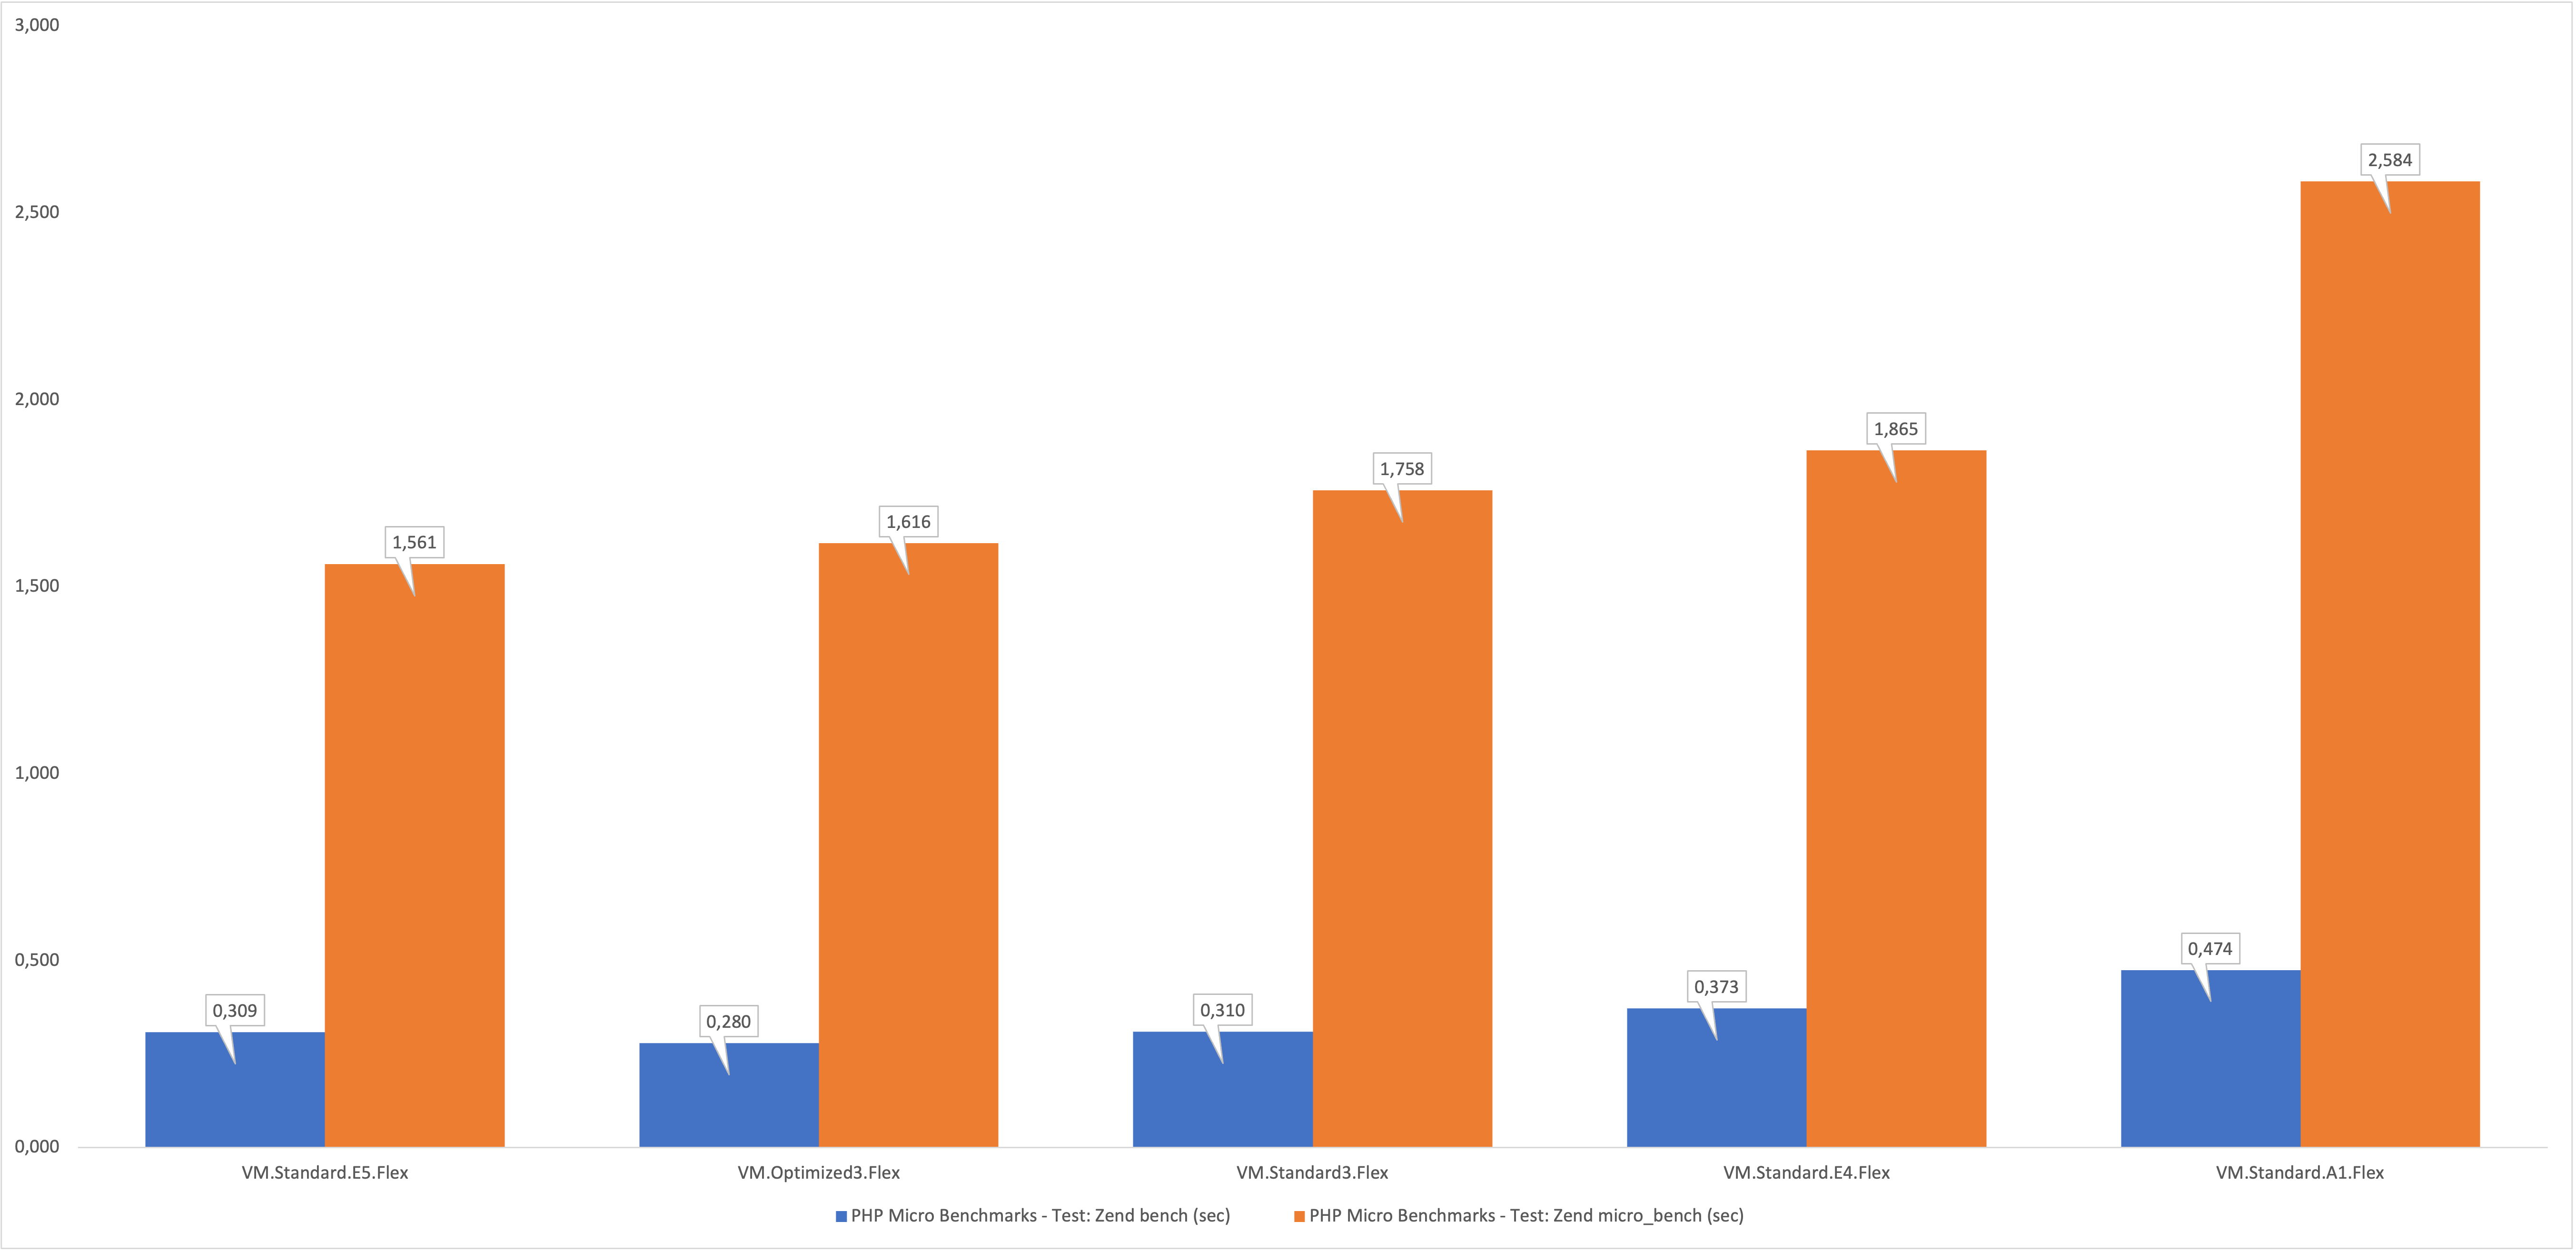 3,000
2,500
2,000
1,500
1,000
0,500
0,000
0,309
1,561
0,280
1,616
0,310
1,758
0,373
1,865
0,474
2,584
VM.Standard.E5.Flex
VM.Optimized3.Flex
VM.Standard3.Flex
VM.Standard.E4.Flex
VM.Standard.A1.Flex
PHP Micro Benchmarks - Test: Zend bench (sec)
PHP Micro Benchmarks - Test: Zend micro_bench (sec)